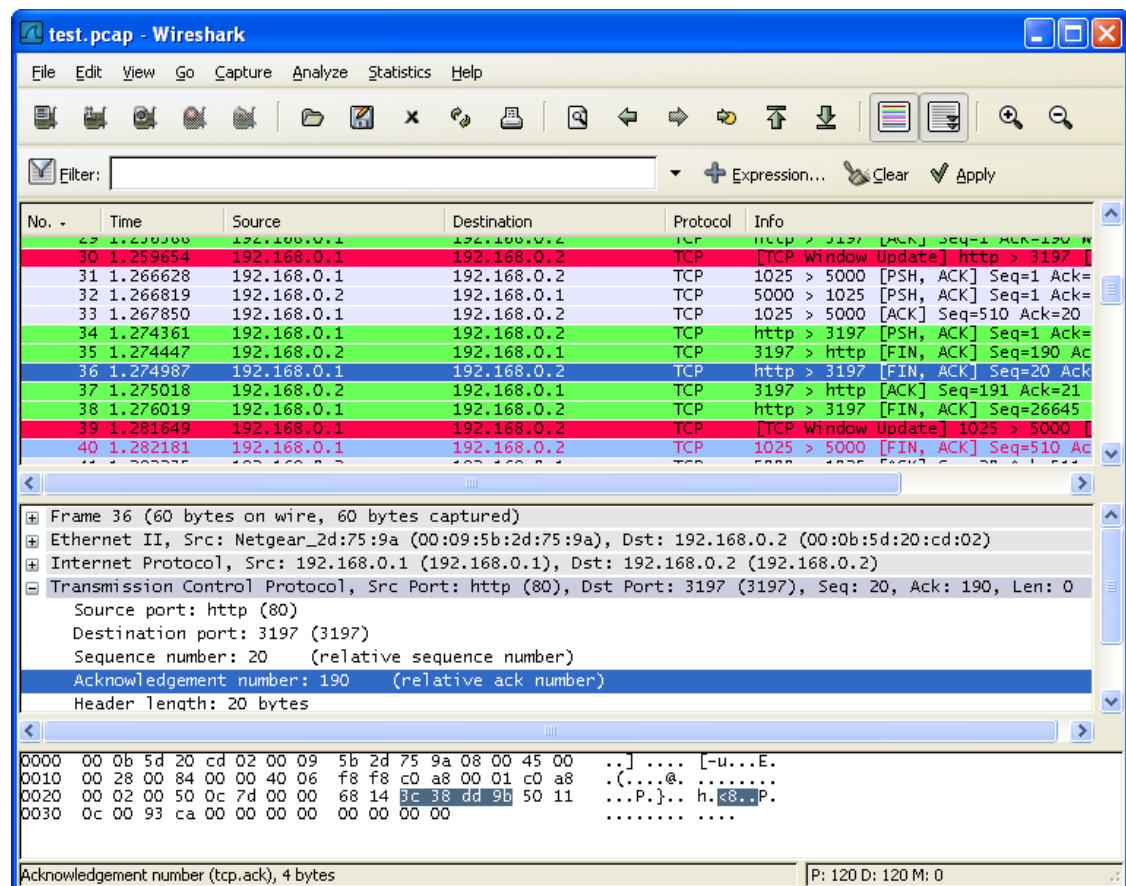 test.pcap - Wireshark
File Edit View Go Capture Analyze Statistics Help
Filter: Expression... Clear Apply
No. - Time Source Destination Protocol Info
29 192.168.0.1 192.168.0.2 TCP http > 3197 [ACK] Seq=1 Ack=190 W
30 1.259654 192.168.0.1 192.168.0.2 TCP [TCP Window Update] http > 3197 [
31 1.266628 192.168.0.1 192.168.0.2 TCP 1025 > 5000 [PSH, ACK] Seq=1 Ack=
32 1.266819 192.168.0.2 192.168.0.1 TCP 5000 > 1025 [PSH, ACK] Seq=1 Ack=
33 1.267850 192.168.0.1 192.168.0.2 TCP 1025 > 5000 [ACK] Seq=510 Ack=20
34 1.274361 192.168.0.1 192.168.0.2 TCP http > 3197 [PSH, ACK] Seq=1 Ack=
35 1.274447 192.168.0.2 192.168.0.1 TCP 3197 > http [FIN, ACK] Seq=190 Ac
36 1.274987 192.168.0.1 192.168.0.2 TCP http > 3197 [FIN, ACK] Seq=20 Ack
37 1.275018 192.168.0.2 192.168.0.1 TCP 3197 > http [ACK] Seq=191 Ack=21
38 1.276019 192.168.0.1 192.168.0.2 TCP http > 3197 [FIN, ACK] Seq=26645
39 1.281649 192.168.0.1 192.168.0.2 TCP [TCP Window Update] 1025 > 5000 [
40 1.282181 192.168.0.1 192.168.0.2 TCP 1025 > 5000 [FIN, ACK] Seq=510 Ac
Frame 36 (60 bytes on wire, 60 bytes captured)
Ethernet II, Src: Netgear_2d:75:9a (00:09:5b:2d:75:9a), Dst: 192.168.0.2 (00:0b:5d:20:cd:02)
Internet Protocol, Src: 192.168.0.1 (192.168.0.1), Dst: 192.168.0.2 (192.168.0.2)
Transmission Control Protocol, Src Port: http (80), Dst Port: 3197 (3197), Seq: 20, Ack: 190, Len: 0
Source port: http (80)
Destination port: 3197 (3197)
Sequence number: 20 (relative sequence number)
Acknowledgement number: 190 (relative ack number)
Header length: 20 bytes
0000 00 0b 5d 20 cd 02 00 09 5b 2d 75 9a 08 00 45 00 ..] .... [-u...E.
0010 00 28 00 84 00 00 40 06 f8 f8 c0 a8 00 01 c0 a8 .(....@. ........
0020 00 02 00 50 0c 7d 00 00 68 14 3c 38 dd 9b 50 11 ...P.}.. h.<8..P.
0030 0c 00 93 ca 00 00 00 00 00 00 00 00 ........ ....
Acknowledgement number (tcp.ack), 4 bytes P: 120 D: 120 M: 0